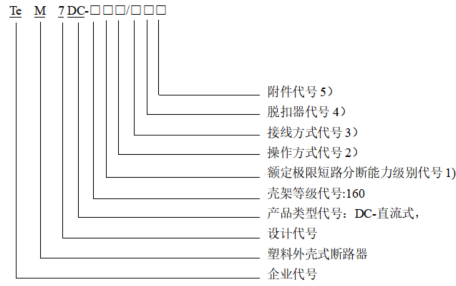 Te M 7 DC-□□□/□□□
附件代号 5）
脱扣器代号 4）
接线方式代号 3）
操作方式代号 2）
额定极限短路分断能力级别代号 1)
壳架等级代号:160
产品类型代号：DC-直流式，
设计代号
塑料外壳式断路器
企业代号